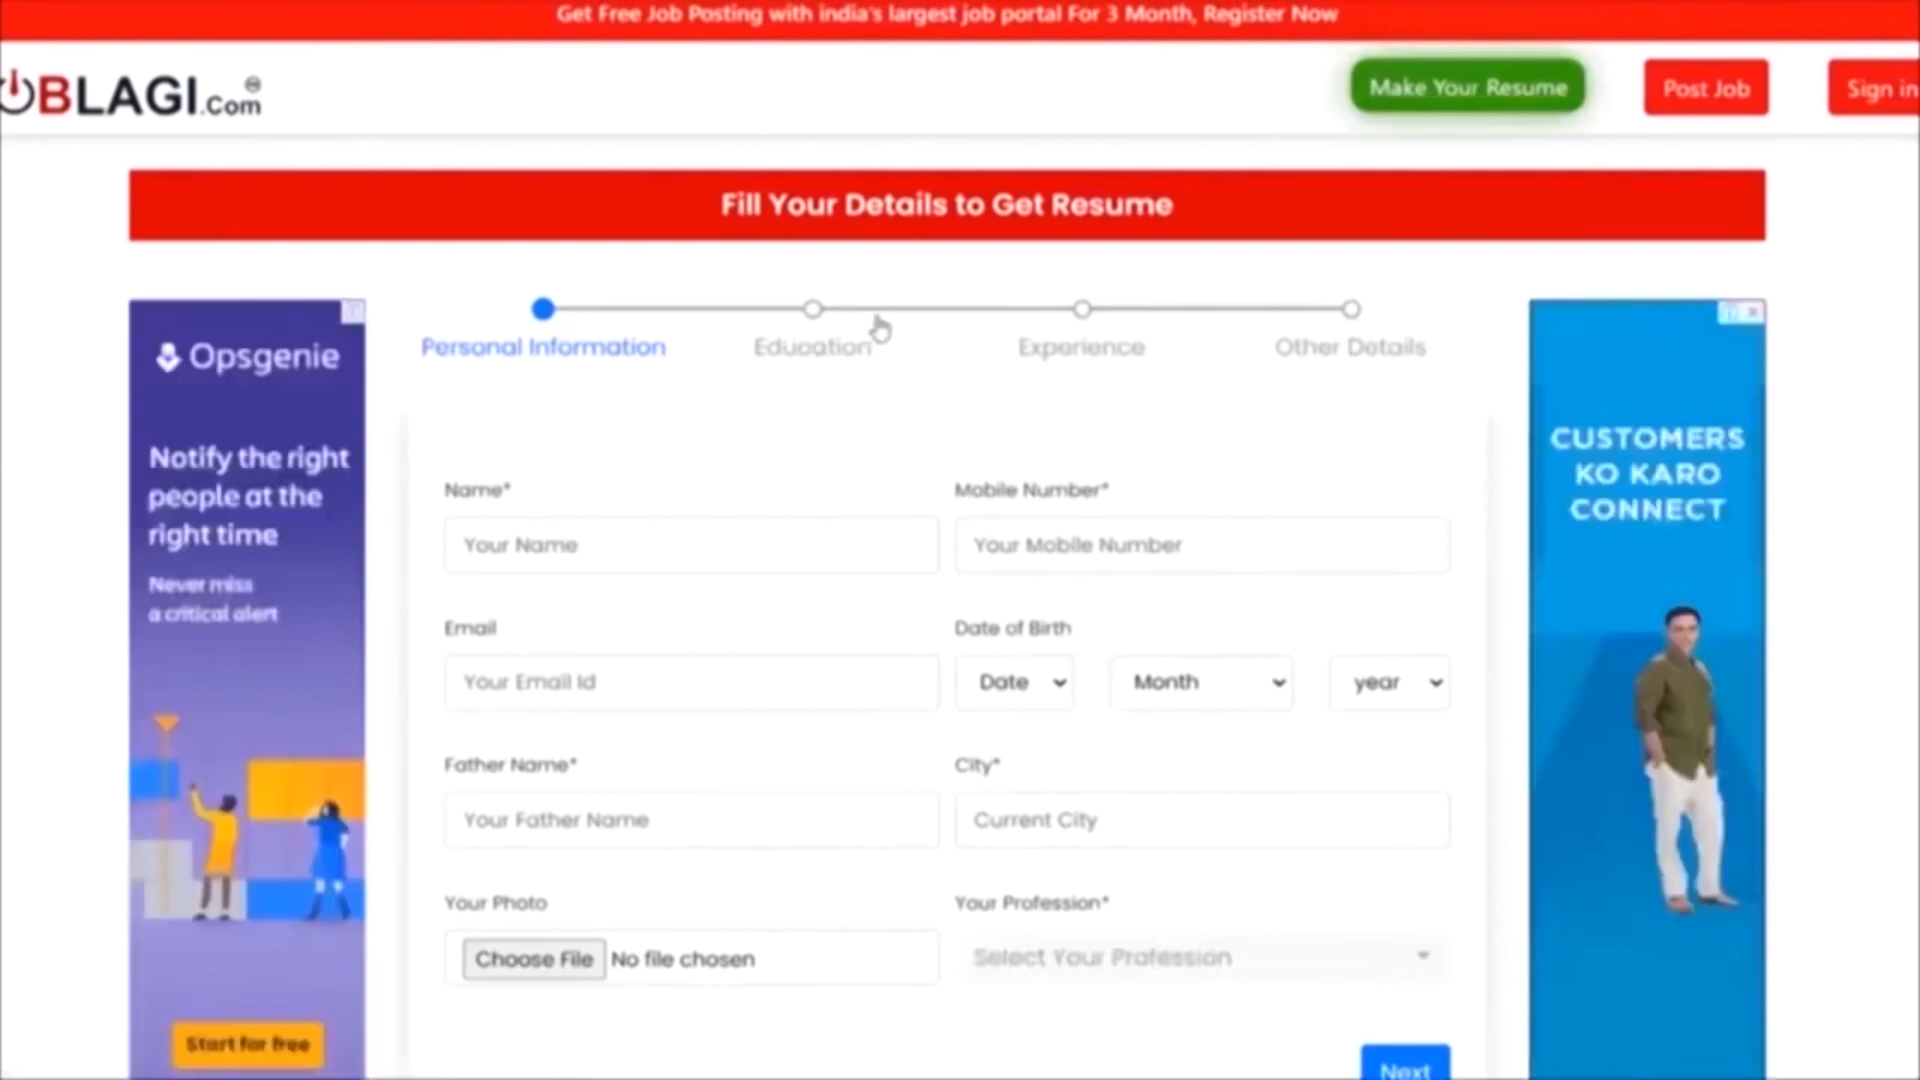 Get Free Job Posting with india's largest job portal For 3 Month, Register Now
OBLAGI.Com
Make Your Resume
Post Job
Sign in
Fill Your Details to Get Resume
Personal Information
Education
Experience
Other Details
Opsgenie
Notify the right
people at the
right time
Never miss
a critical alert
Start for free
Name*
Your Name
Mobile Number*
Your Mobile Number
Email
Your Email Id
Date of Birth
Date
Month
year
Father Name*
Your Father Name
City*
Current City
Your Photo
Choose File No file chosen
Your Profession*
Select Your Profession
Next
CUSTOMERS
KO KARO
CONNECT